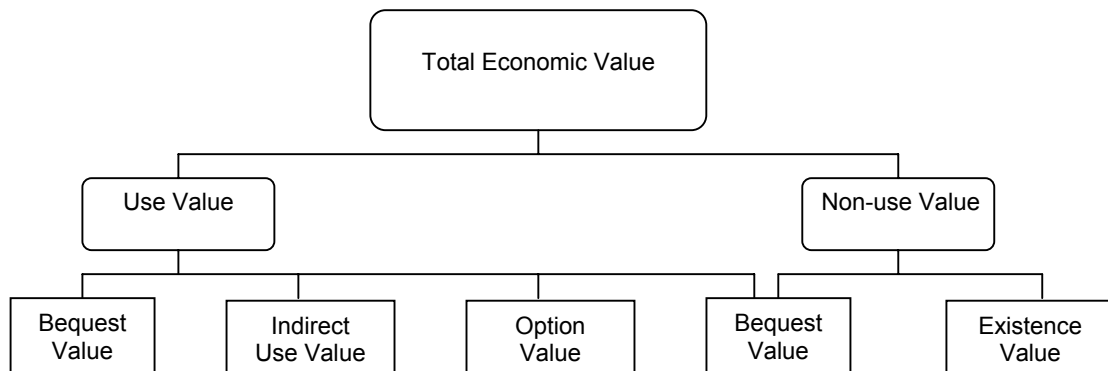 Total Economic Value
Use Value
Non-use Value
Bequest
Value
Indirect
Use Value
Option
Value
Bequest
Value
Existence
Value